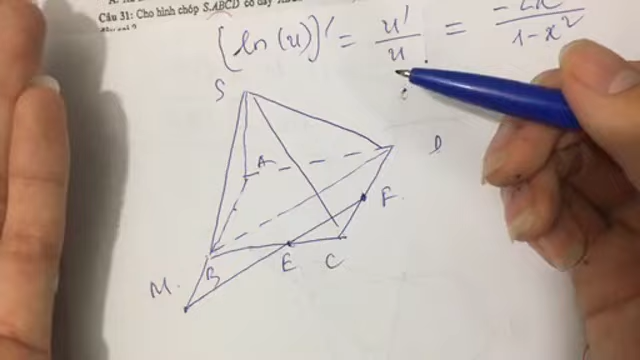 Câu 31: Cho hình chóp S.ABCD có đáy
[ln(u)]' = u'/u = -2x/1-x²
S
A
D
F
B
E
C
M